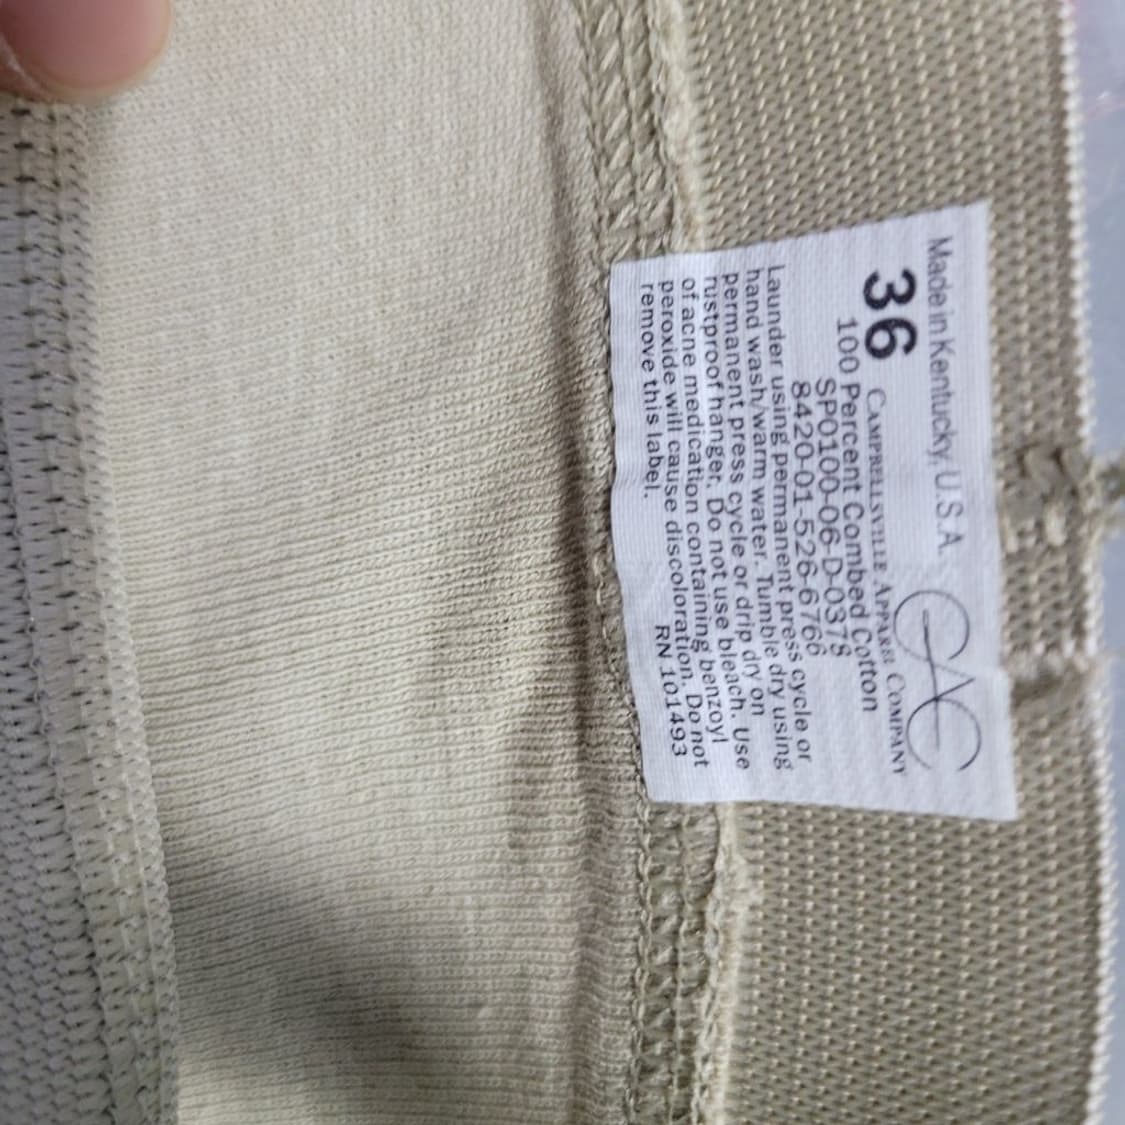 Made in Kentucky, U.S.A.
CAC
36 CAMPBELLSVILLE APPAREL COMPANY
100 Percent Combed Cotton
SP0100-06-D-0378
8420-01-526-6766
Launder using permanent press cycle or
hand wash/warm water. Tumble dry using
permanent press cycle or drip dry on
rustproof hanger. Do not use bleach. Use
of acne medication containing benzoyl
peroxide will cause discoloration. Do not
remove this label. RN 101493